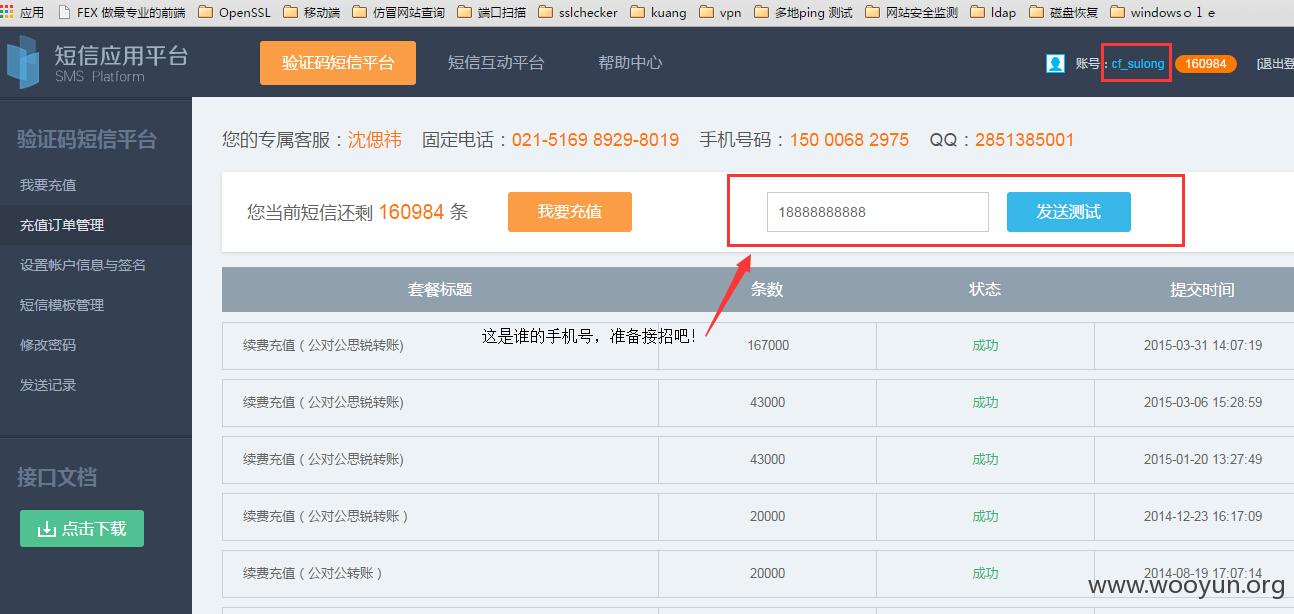 应用 FEX 做最专业的前端 OpenSSL 移动端 仿冒网站查询 端口扫描 sslchecker kuang vpn 多地ping 测试 网站安全监测 ldap 磁盘恢复 windowsole
短信应用平台
SMS Platform
验证码短信平台 短信互动平台 帮助中心
账号: cf_sulong 160984 [退出登
验证码短信平台
我要充值
充值订单管理
设置帐户信息与签名
短信模板管理
修改密码
发送记录
接口文档
点击下载
您的专属客服：沈偲祎 固定电话：021-5169 8929-8019 手机号码：150 0068 2975 QQ：2851385001
您当前短信还剩 160984 条 我要充值 18888888888 发送测试
套餐标题 条数 状态 提交时间
这是谁的手机号，准备接招吧！
续费充值（公对公思锐转账) 167000 成功 2015-03-31 14:07:19
续费充值（公对公思锐转账) 43000 成功 2015-03-06 15:28:59
续费充值（公对公思锐转账) 43000 成功 2015-01-20 13:27:49
续费充值（公对公思锐转账） 20000 成功 2014-12-23 16:17:09
续费充值（公对公转账） 20000 成功 2014-08-19 17:07:14
www.wooyun.org